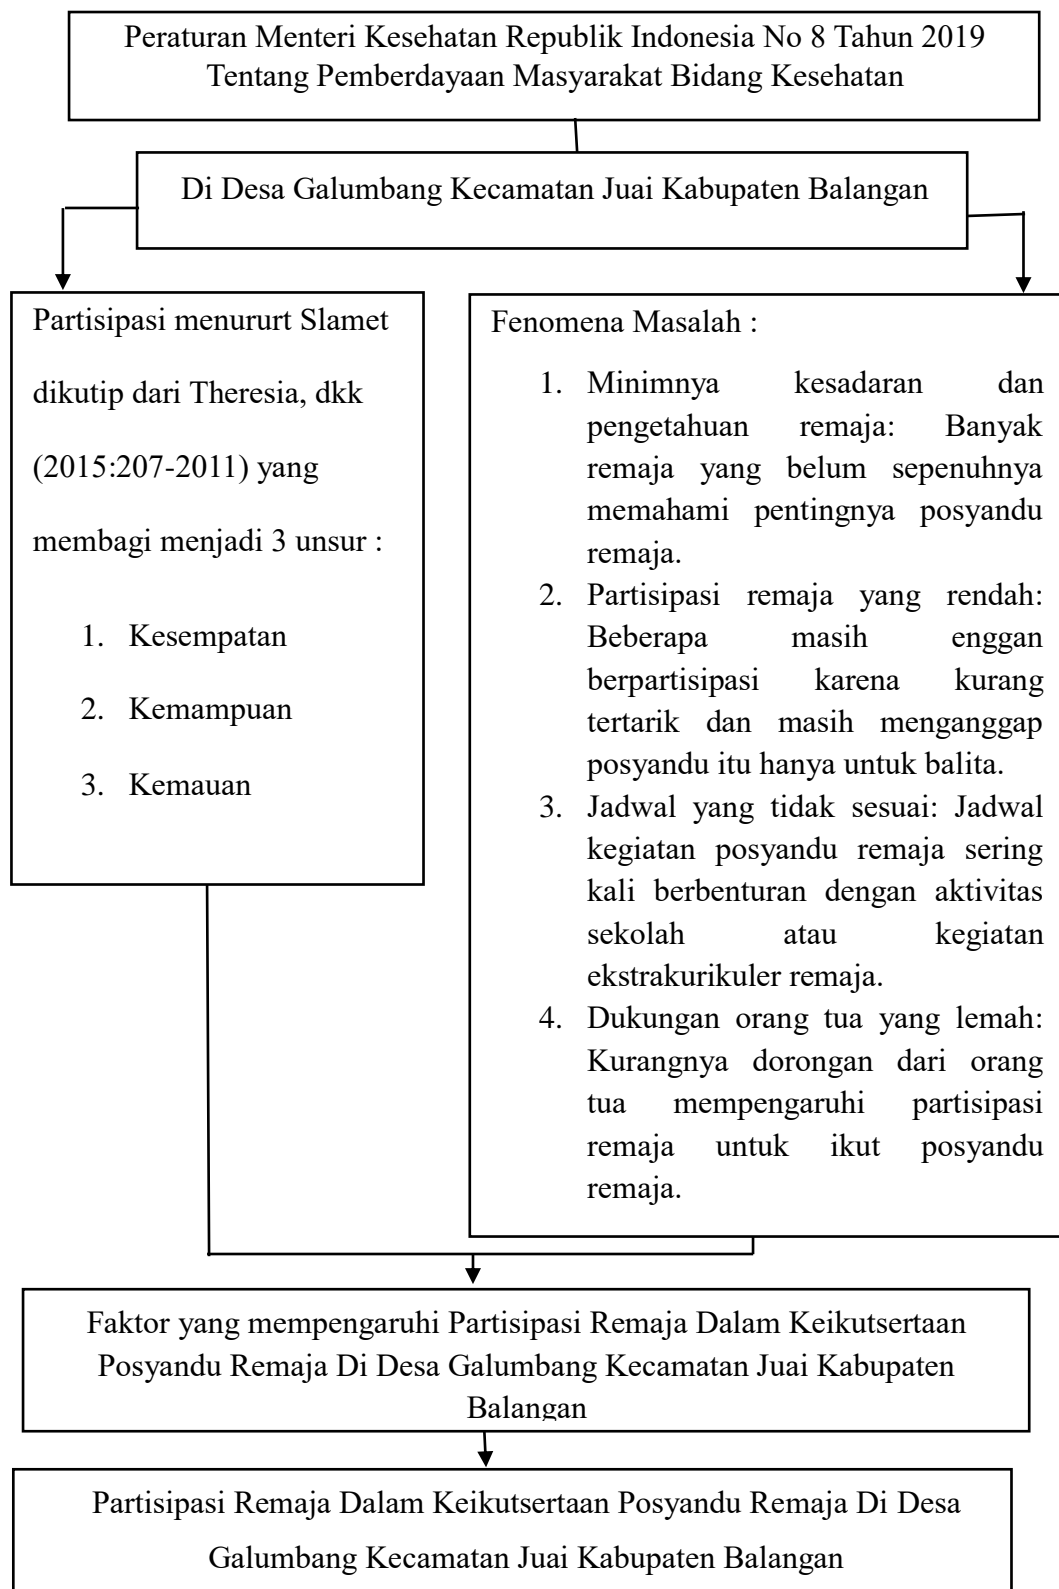 Peraturan Menteri Kesehatan Republik Indonesia No 8 Tahun 2019
Tentang Pemberdayaan Masyarakat Bidang Kesehatan
Di Desa Galumbang Kecamatan Juai Kabupaten Balangan
Partisipasi menururt Slamet
dikutip dari Theresia, dkk
(2015:207-2011) yang
membagi menjadi 3 unsur :
1. Kesempatan
2. Kemampuan
3. Kemauan
Fenomena Masalah :
1. Minimnya kesadaran dan
pengetahuan remaja: Banyak
remaja yang belum sepenuhnya
memahami pentingnya posyandu
remaja.
2. Partisipasi remaja yang rendah:
Beberapa masih enggan
berpartisipasi karena kurang
tertarik dan masih menganggap
posyandu itu hanya untuk balita.
3. Jadwal yang tidak sesuai: Jadwal
kegiatan posyandu remaja sering
kali berbenturan dengan aktivitas
sekolah atau kegiatan
ekstrakurikuler remaja.
4. Dukungan orang tua yang lemah:
Kurangnya dorongan dari orang
tua mempengaruhi partisipasi
remaja untuk ikut posyandu
remaja.
Faktor yang mempengaruhi Partisipasi Remaja Dalam Keikutsertaan
Posyandu Remaja Di Desa Galumbang Kecamatan Juai Kabupaten
Balangan
Partisipasi Remaja Dalam Keikutsertaan Posyandu Remaja Di Desa
Galumbang Kecamatan Juai Kabupaten Balangan